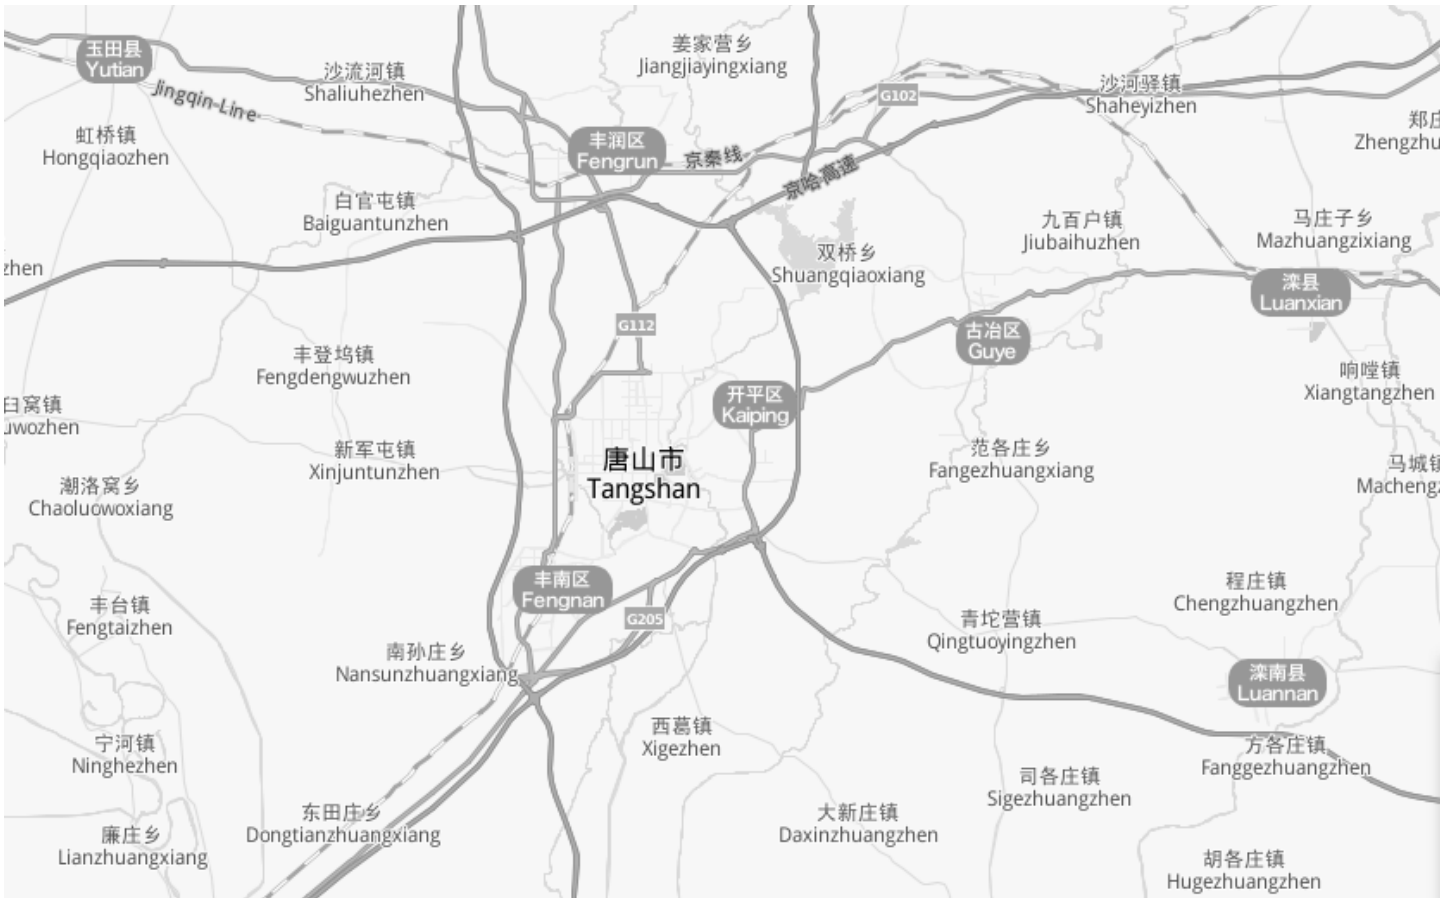 玉田县
Yutian
沙流河镇
Shaliuhezhen
姜家营乡
Jiangjiayingxiang
沙河驿镇
Shaheyizhen
Jingqin-Line
G102
虹桥镇
Hongqiaozhen
丰润区
Fengrun
京秦线
京哈高速
郑庄
Zhengzhu
白官屯镇
Baiguantunzhen
九百户镇
Jiubaihuzhen
马庄子乡
Mazhuangzixiang
双桥乡
Shuangqiaoxiang
zhen
滦县
Luanxian
G112
古冶区
Guye
丰登坞镇
Fengdengwuzhen
响嘡镇
Xiangtangzhen
开平区
Kaiping
臼窝镇
uwozhen
新军屯镇
Xinjuntunzhen
唐山市
Tangshan
范各庄乡
Fangezhuangxiang
马城镇
Machengz
潮洛窝乡
Chaoluowoxiang
丰南区
Fengnan
程庄镇
Chengzhuangzhen
丰台镇
Fengtaizhen
G205
青坨营镇
Qingtuoyingzhen
南孙庄乡
Nansunzhuangxiang
滦南县
Luannan
西葛镇
Xigezhen
宁河镇
Ninghezhen
方各庄镇
Fanggezhuangzhen
司各庄镇
Sigezhuangzhen
东田庄乡
Dongtianzhuangxiang
大新庄镇
Daxinzhuangzhen
廉庄乡
Lianzhuangxiang
胡各庄镇
Hugezhuangzhen